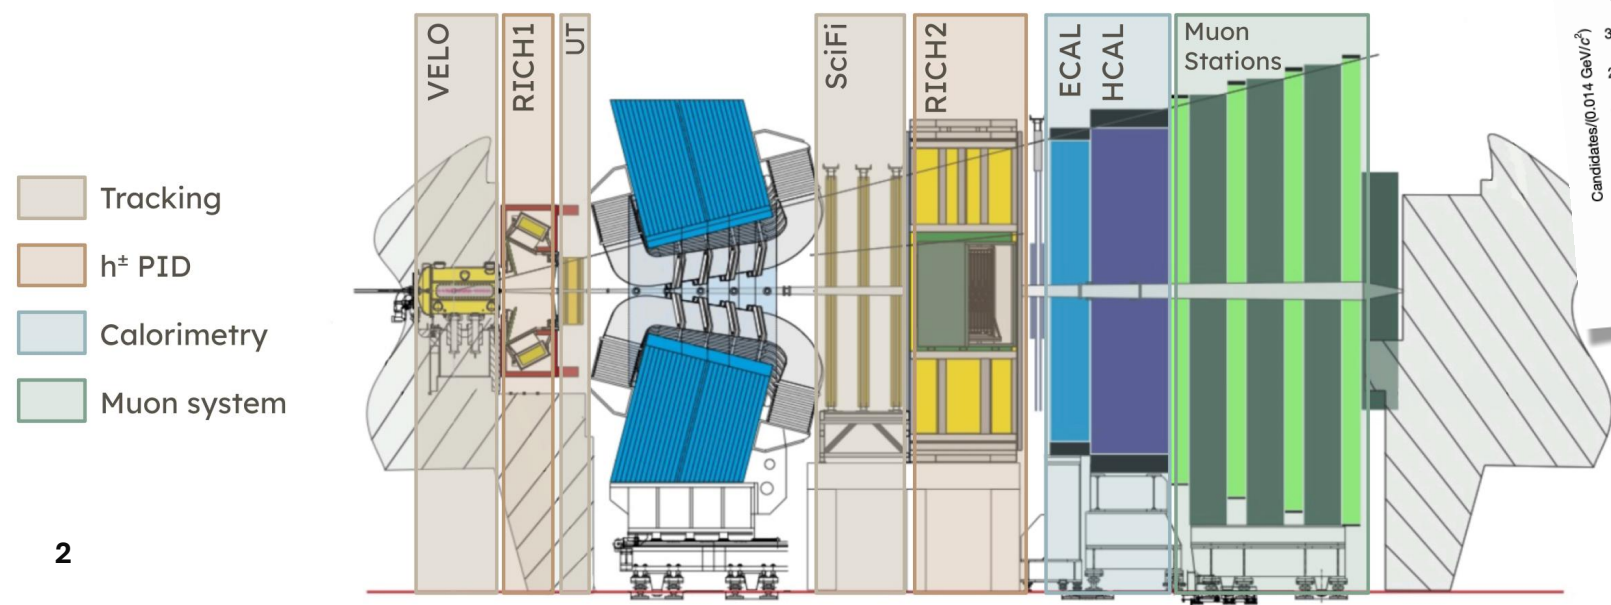 VELO
RICH1
UT
SciFi
RICH2
ECAL
HCAL
Muon
Stations
Candidates/(0.014 GeV/c²)
3
Tracking
h± PID
Calorimetry
Muon system
2